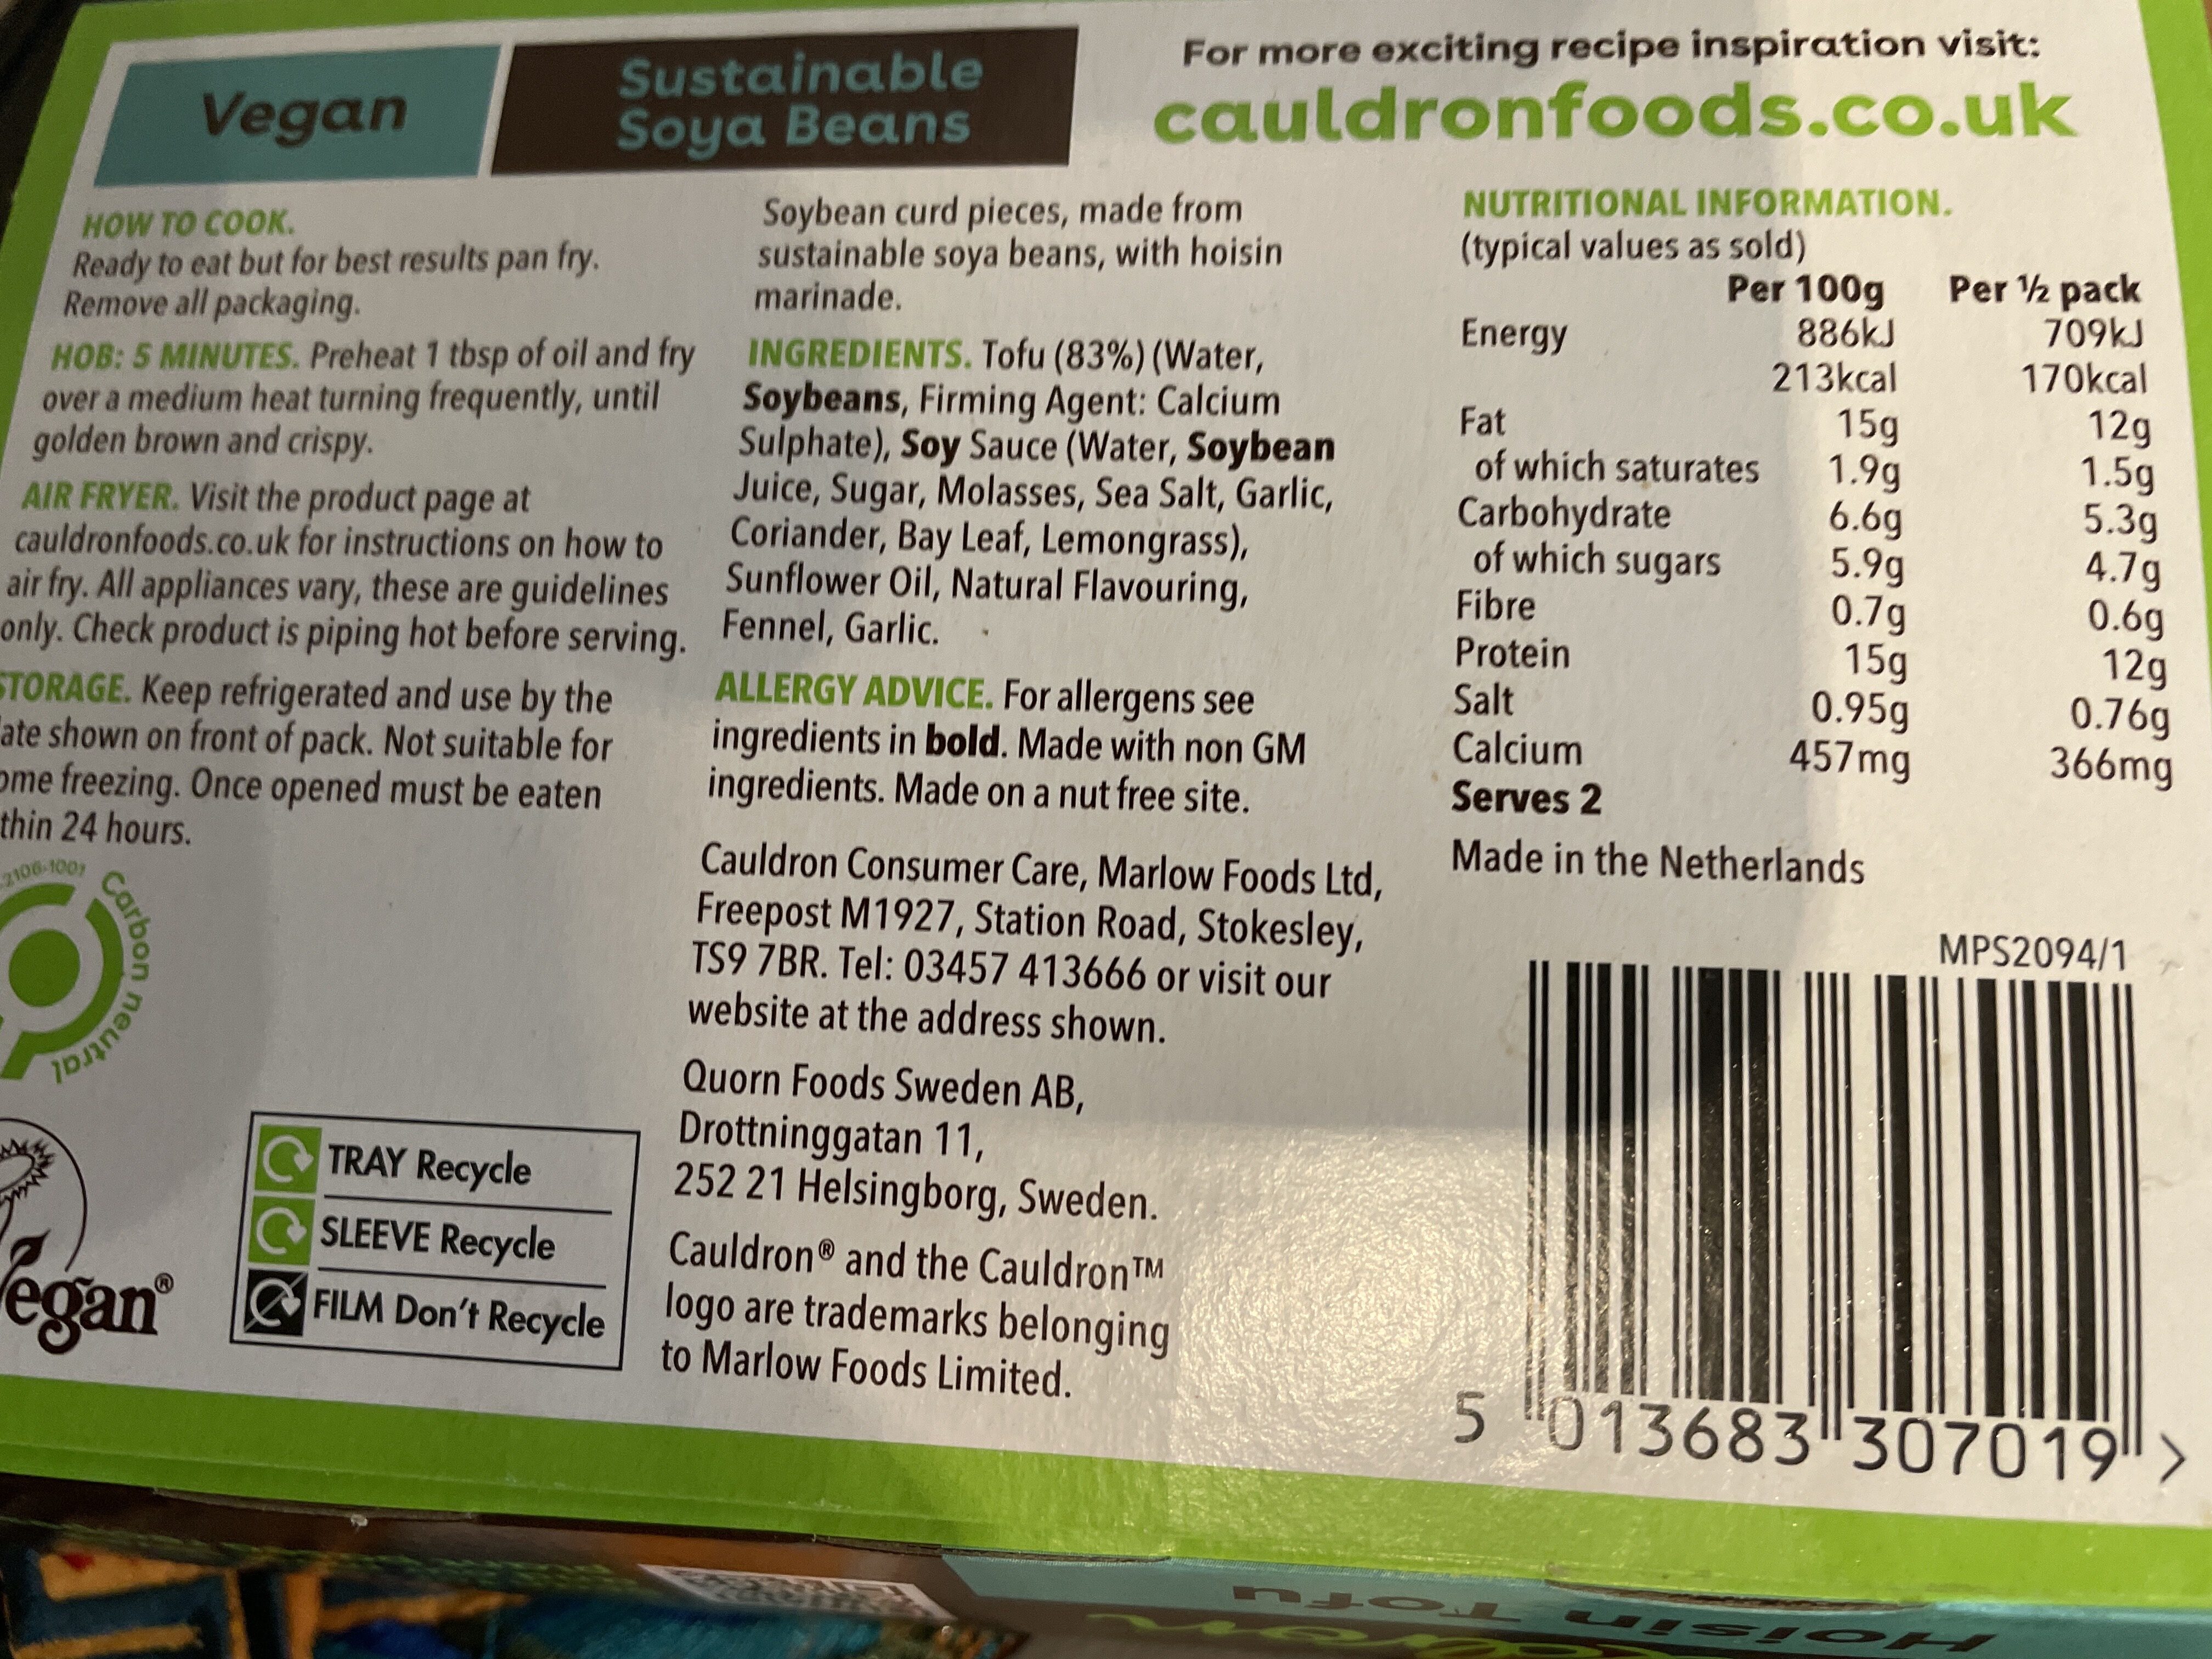 Vegan
Sustainable
Soya Beans
For more exciting recipe inspiration visit:
cauldronfoods.co.uk
HOW TO COOK.
Ready to eat but for best results pan fry.
Remove all packaging.
HOB: 5 MINUTES. Preheat 1 tbsp of oil and fry
over a medium heat turning frequently, until
golden brown and crispy.
AIR FRYER. Visit the product page at
cauldronfoods.co.uk for instructions on how to
air fry. All appliances vary, these are guidelines
only. Check product is piping hot before serving.
STORAGE. Keep refrigerated and use by the
ate shown on front of pack. Not suitable for
ome freezing. Once opened must be eaten
thin 24 hours.
2106-1001
Carbon neutral
Vegan®
TRAY Recycle
SLEEVE Recycle
FILM Don't Recycle
Soybean curd pieces, made from
sustainable soya beans, with hoisin
marinade.
INGREDIENTS. Tofu (83%) (Water,
Soybeans, Firming Agent: Calcium
Sulphate), Soy Sauce (Water, Soybean
Juice, Sugar, Molasses, Sea Salt, Garlic,
Coriander, Bay Leaf, Lemongrass),
Sunflower Oil, Natural Flavouring,
Fennel, Garlic.
ALLERGY ADVICE. For allergens see
ingredients in bold. Made with non GM
ingredients. Made on a nut free site.
Cauldron Consumer Care, Marlow Foods Ltd,
Freepost M1927, Station Road, Stokesley,
TS9 7BR. Tel: 03457 413666 or visit our
website at the address shown.
Quorn Foods Sweden AB,
Drottninggatan 11,
252 21 Helsingborg, Sweden.
Cauldron® and the Cauldron™
logo are trademarks belonging
to Marlow Foods Limited.
NUTRITIONAL INFORMATION.
(typical values as sold)
Per 100g Per ½ pack
Energy 886kJ 709kJ
213kcal 170kcal
Fat 15g 12g
of which saturates 1.9g 1.5g
Carbohydrate 6.6g 5.3g
of which sugars 5.9g 4.7g
Fibre 0.7g 0.6g
Protein 15g 12g
Salt 0.95g 0.76g
Calcium 457mg 366mg
Serves 2
Made in the Netherlands
MPS2094/1
5 013683 307019 >
Hoisin Tofu